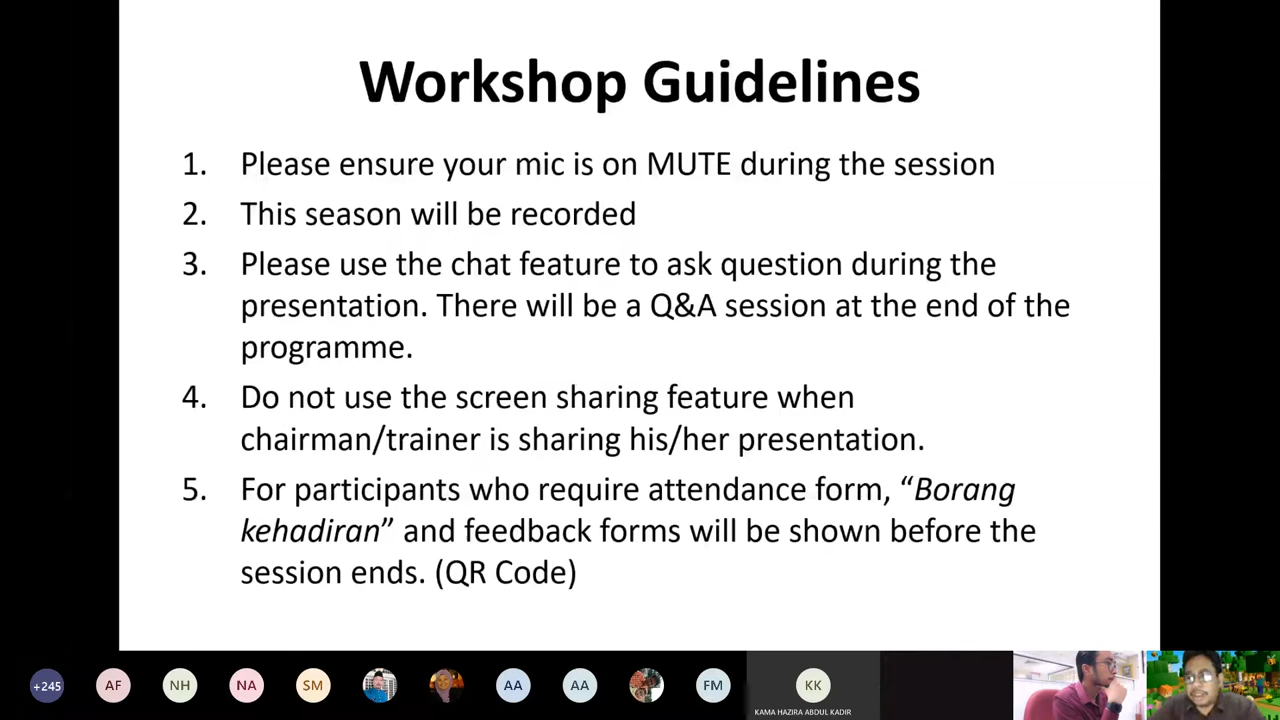 Workshop Guidelines
1. Please ensure your mic is on MUTE during the session
2. This season will be recorded
3. Please use the chat feature to ask question during the
presentation. There will be a Q&A session at the end of the
programme.
4. Do not use the screen sharing feature when
chairman/trainer is sharing his/her presentation.
5. For participants who require attendance form, “Borang
kehadiran” and feedback forms will be shown before the
session ends. (QR Code)
+245 AF NH NA SM AA AA FM KK
KAMA HAZIRA ABDUL KADIR